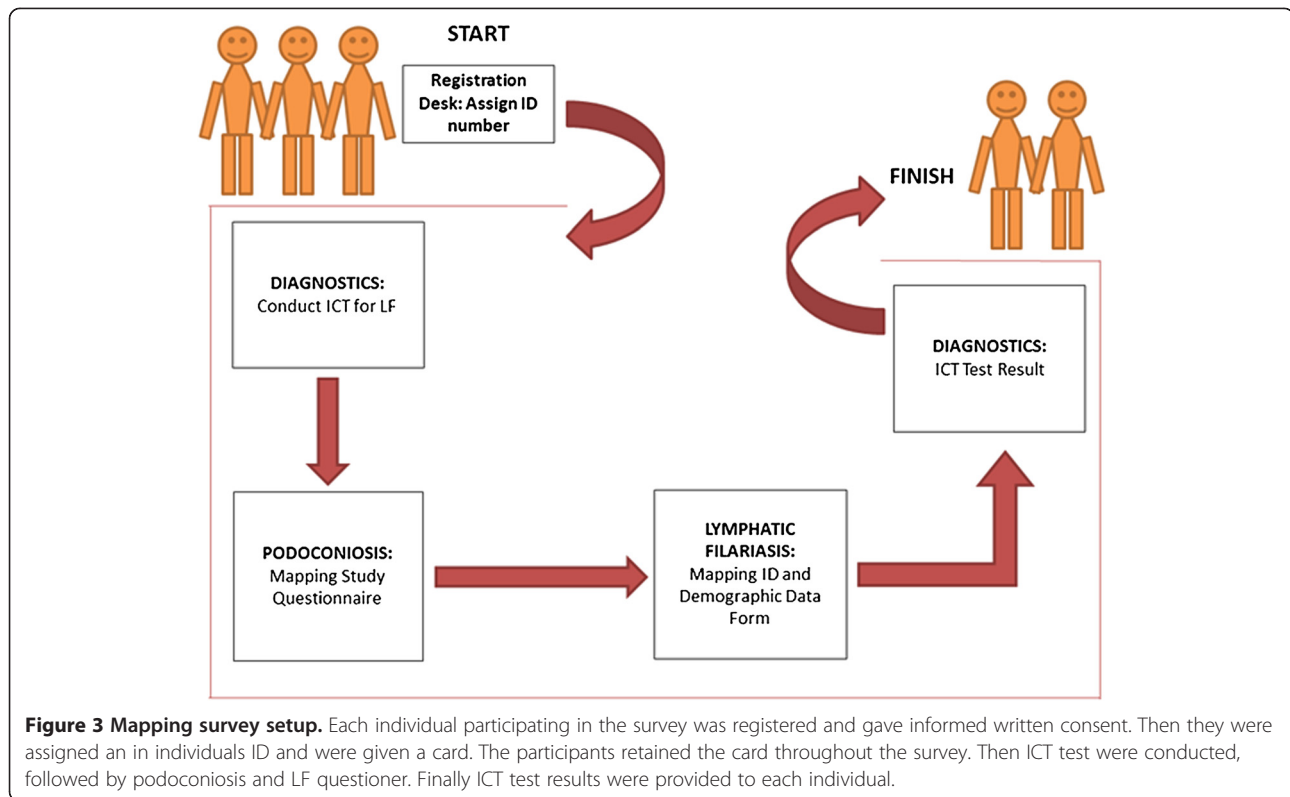 START
Registration
Desk: Assign ID
number
FINISH
DIAGNOSTICS:
Conduct ICT for LF
DIAGNOSTICS:
ICT Test Result
PODOCONIOSIS:
Mapping Study
Questionnaire
LYMPHATIC
FILARIASIS:
Mapping ID and
Demographic Data
Form
Figure 3 Mapping survey setup. Each individual participating in the survey was registered and gave informed written consent. Then they were
assigned an in individuals ID and were given a card. The participants retained the card throughout the survey. Then ICT test were conducted,
followed by podoconiosis and LF questioner. Finally ICT test results were provided to each individual.